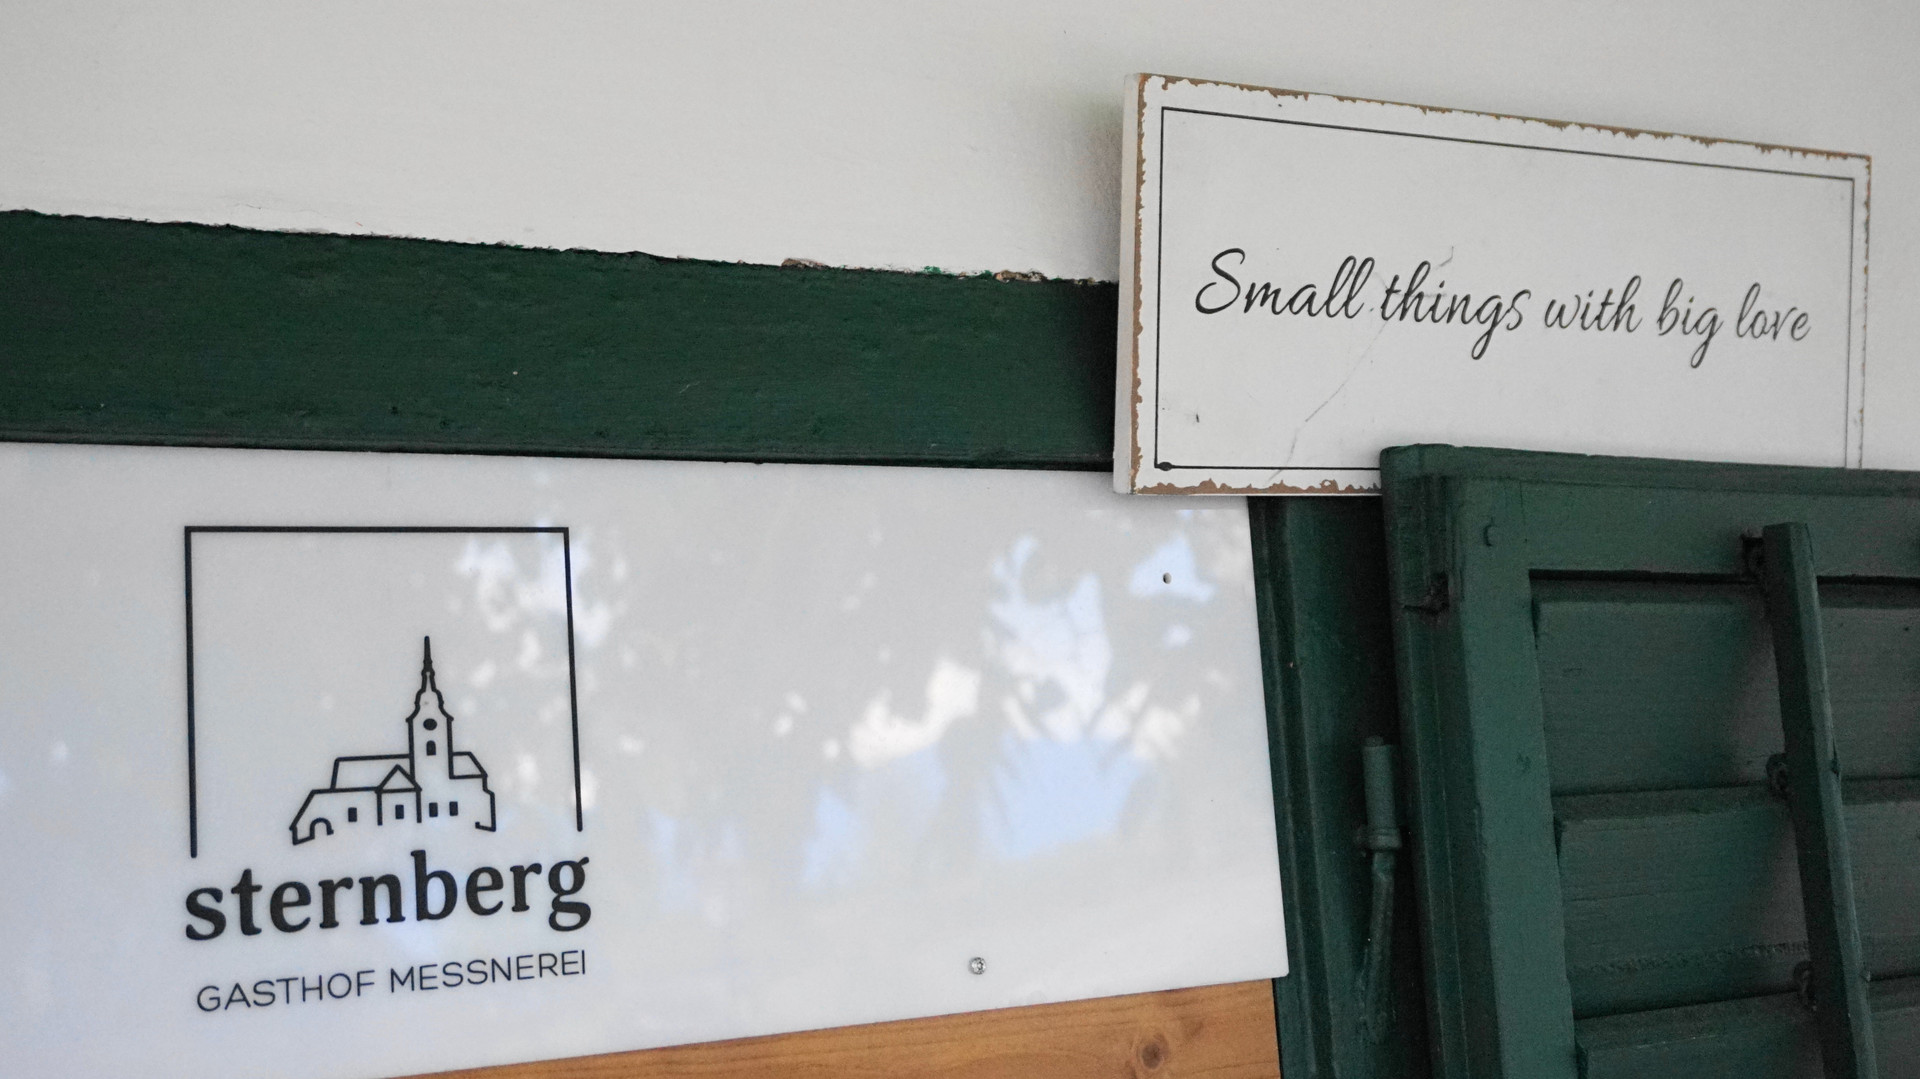 Small things with big love
sternberg
GASTHOF MESSNEREI